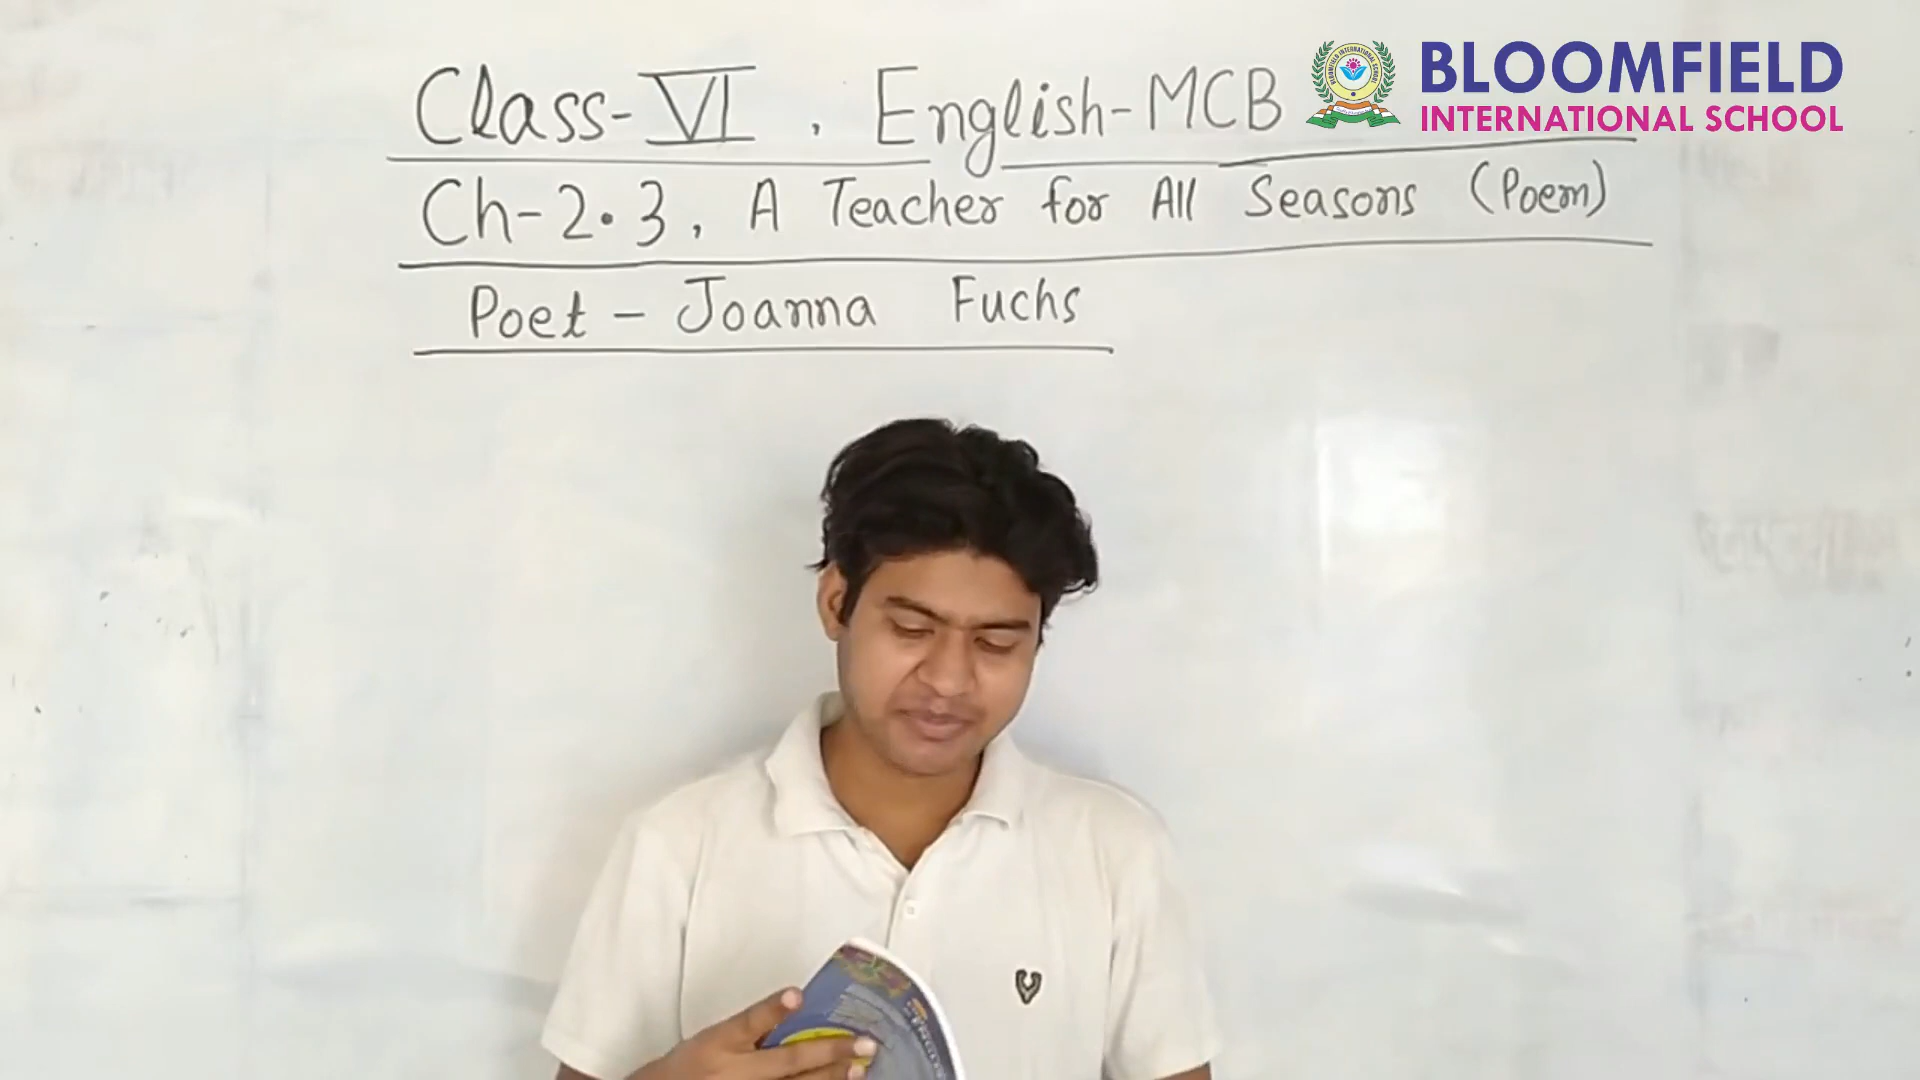 Class-VI, English-MCB
BLOOMFIELD
INTERNATIONAL SCHOOL
Ch-2.3, A Teacher for All Seasons (Poem)
Poet - Joanna Fuchs